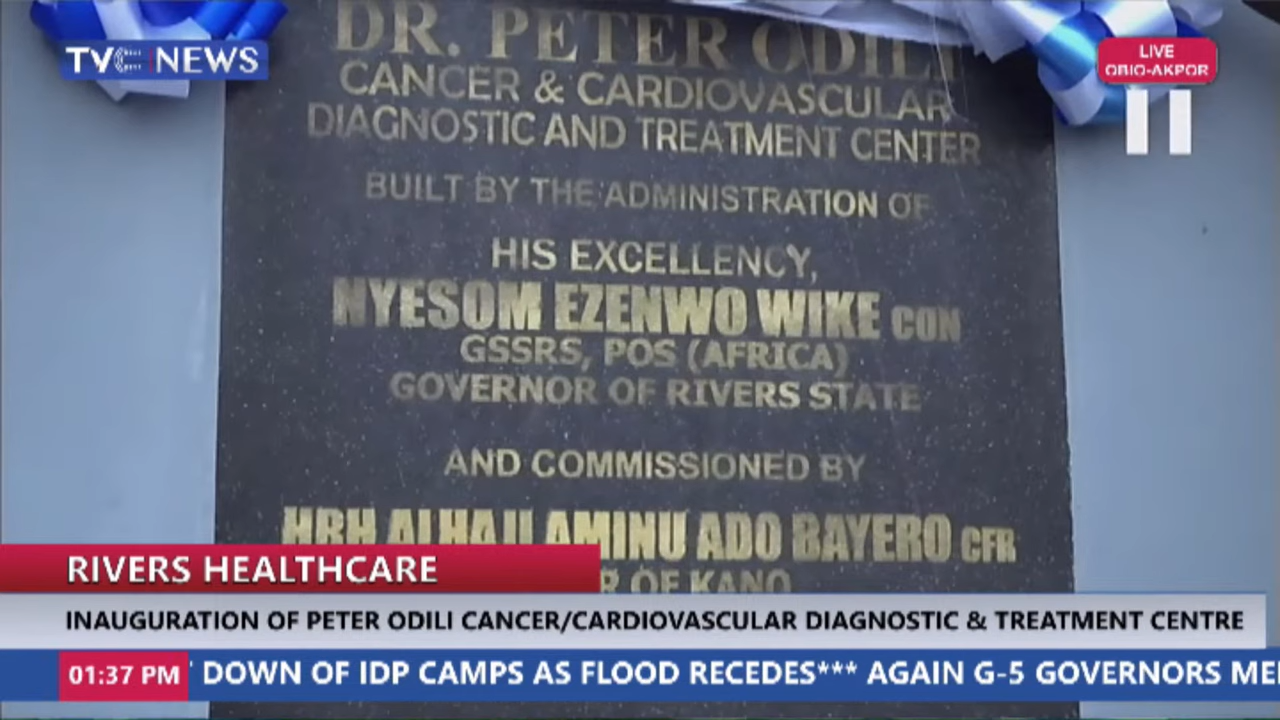 TVC NEWS
LIVE
OBIO-AKPOR
DR. PETER ODILI
CANCER & CARDIOVASCULAR
DIAGNOSTIC AND TREATMENT CENTER
BUILT BY THE ADMINISTRATION OF
HIS EXCELLENCY,
NYESOM EZENWO WIKE CON
GSSRS, POS (AFRICA)
GOVERNOR OF RIVERS STATE
AND COMMISSIONED BY
HRH ALHAJI AMINU ADO BAYERO CFR
R OF KANO
RIVERS HEALTHCARE
INAUGURATION OF PETER ODILI CANCER/CARDIOVASCULAR DIAGNOSTIC & TREATMENT CENTRE
01:37 PM ' DOWN OF IDP CAMPS AS FLOOD RECEDES*** AGAIN G-5 GOVERNORS MEE